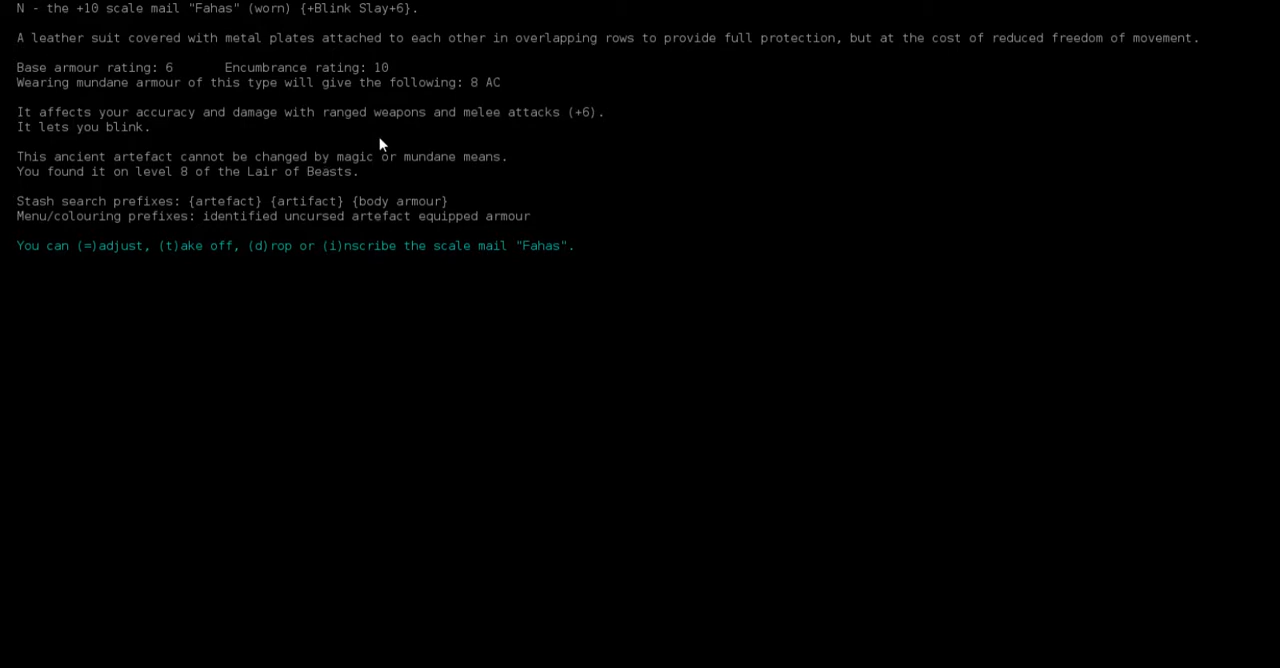 N - the +10 scale mail "Fahas" (worn) {+Blink Slay+6}.
A leather suit covered with metal plates attached to each other in overlapping rows to provide full protection, but at the cost of reduced freedom of movement.
Base armour rating: 6       Encumbrance rating: 10
Wearing mundane armour of this type will give the following: 8 AC
It affects your accuracy and damage with ranged weapons and melee attacks (+6).
It lets you blink.
This ancient artefact cannot be changed by magic or mundane means.
You found it on level 8 of the Lair of Beasts.
Stash search prefixes: {artefact} {artifact} {body armour}
Menu/colouring prefixes: identified uncursed artefact equipped armour
You can (=)adjust, (t)ake off, (d)rop or (i)nscribe the scale mail "Fahas".